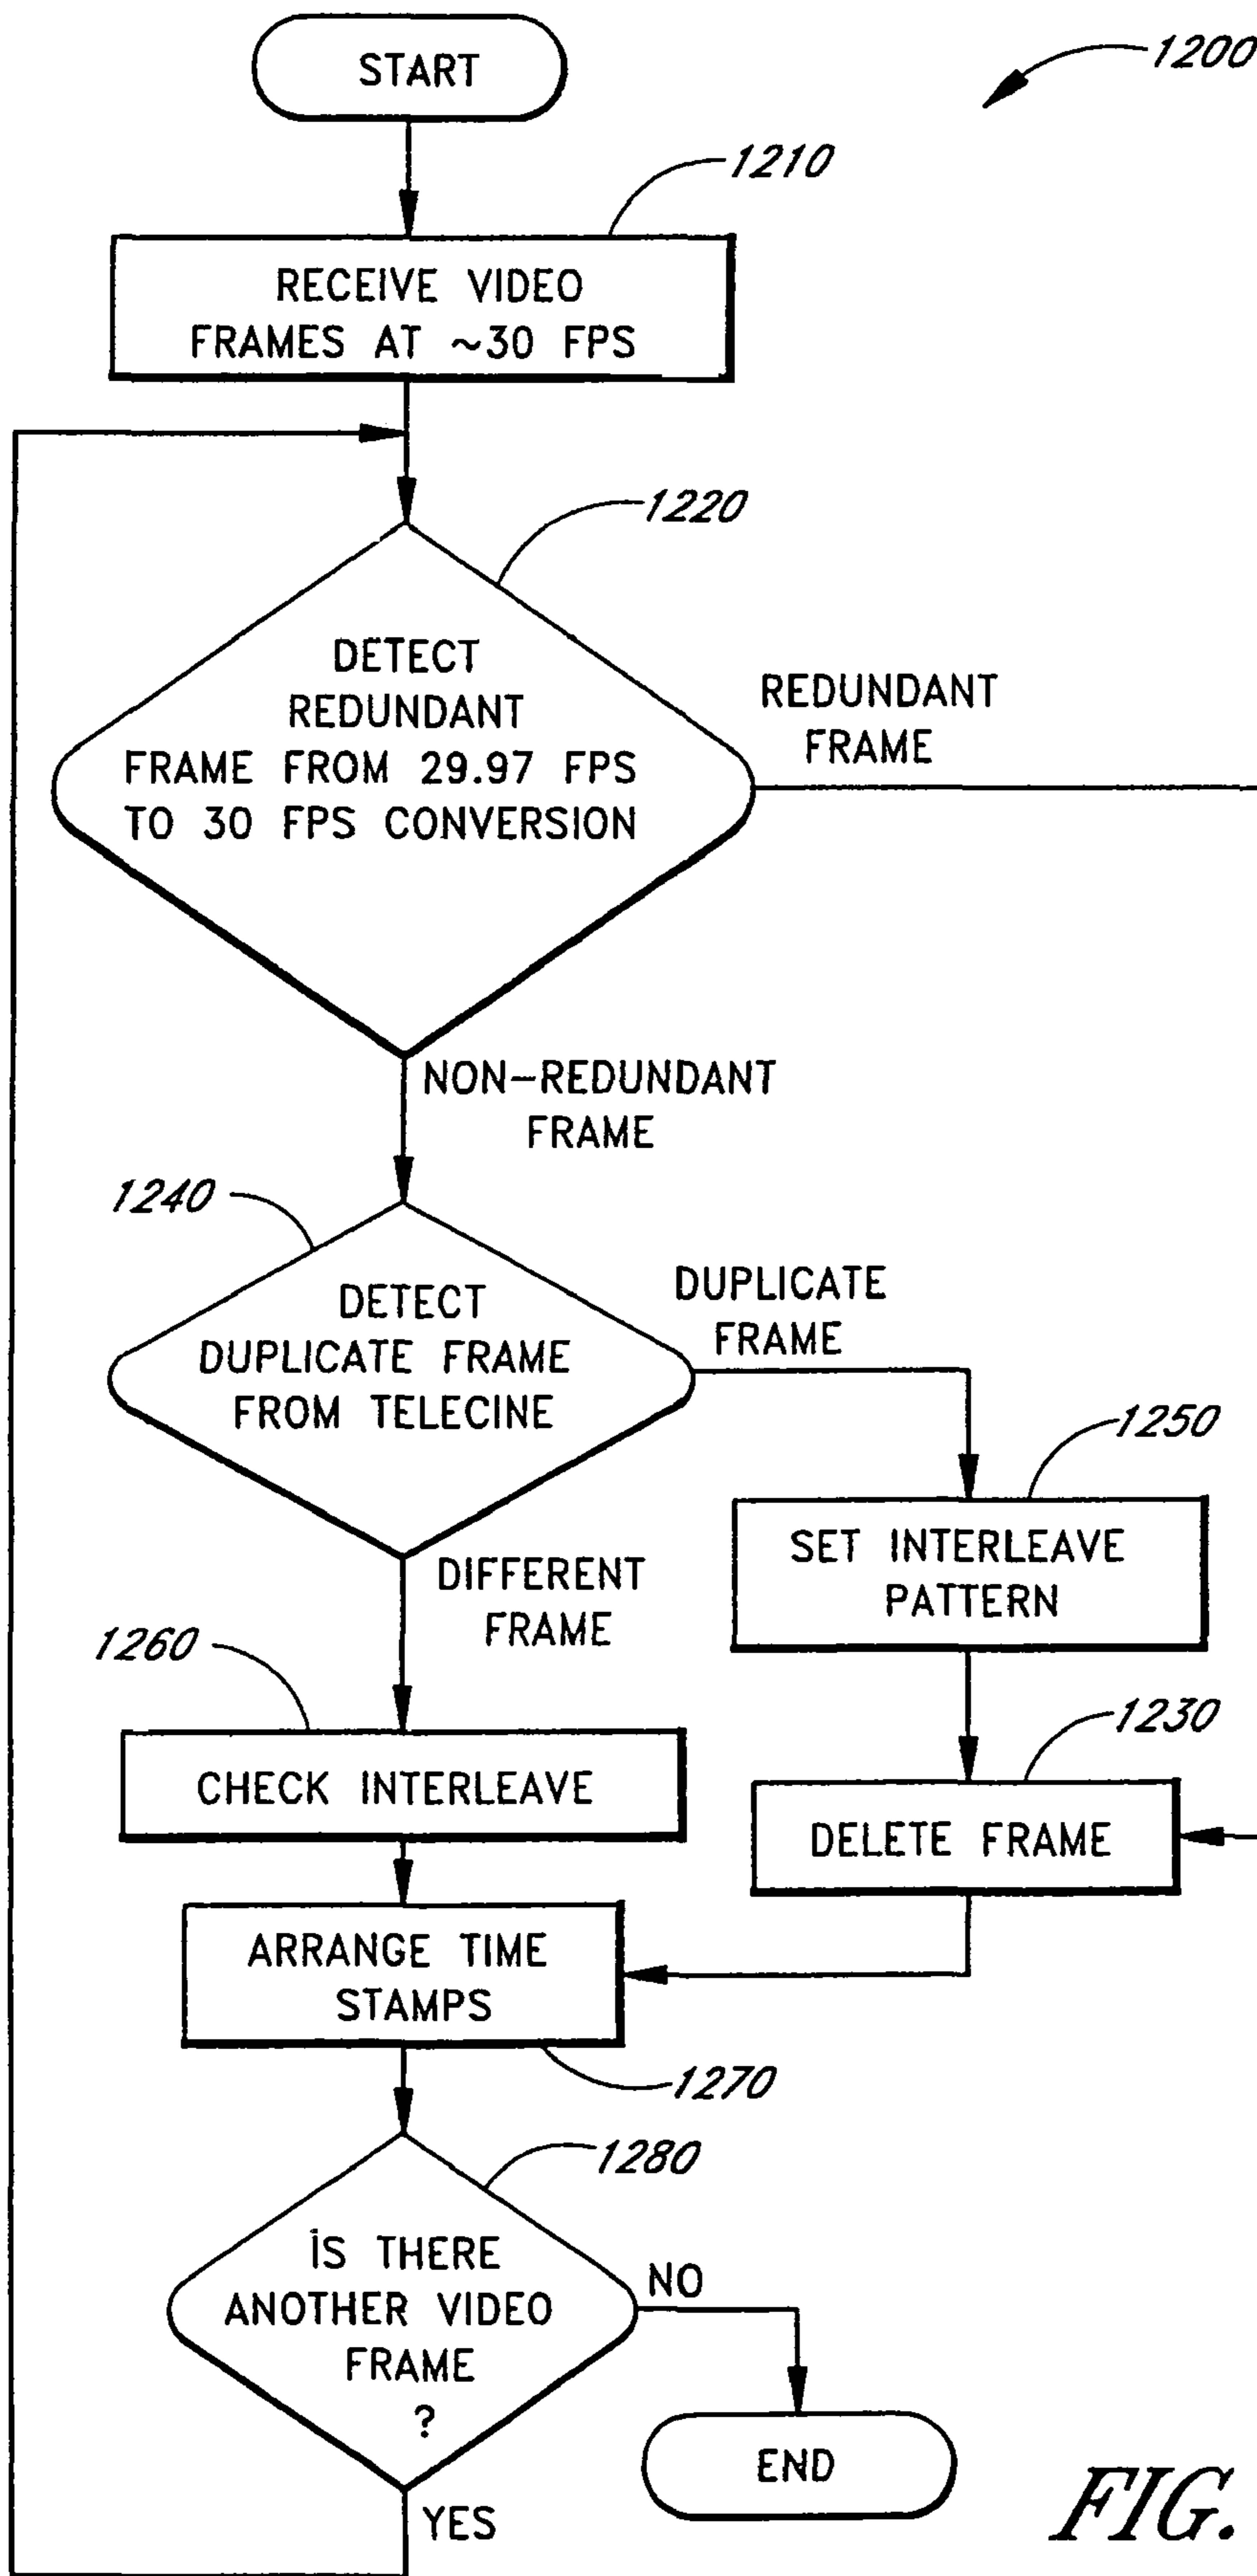 START
1200
1210
RECEIVE VIDEO
FRAMES AT ~30 FPS
1220
DETECT
REDUNDANT
FRAME FROM 29.97 FPS
TO 30 FPS CONVERSION
REDUNDANT
FRAME
NON-REDUNDANT
FRAME
1240
DETECT
DUPLICATE FRAME
FROM TELECINE
DUPLICATE
FRAME
1250
SET INTERLEAVE
PATTERN
DIFFERENT
FRAME
1260
CHECK INTERLEAVE
1230
DELETE FRAME
ARRANGE TIME
STAMPS
1270
1280
IS THERE
ANOTHER VIDEO
FRAME
?
NO
END
YES
FIG.